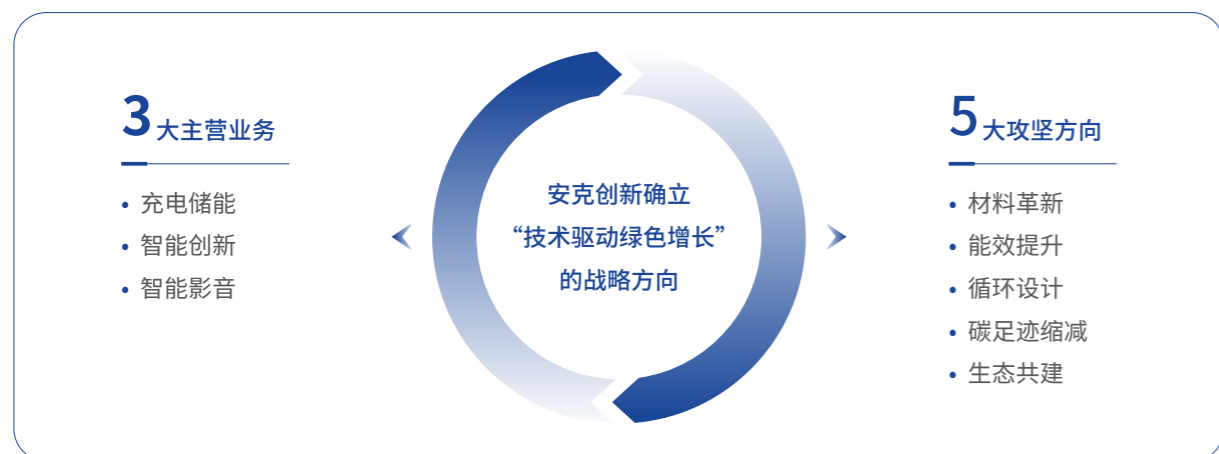 3大主营业务
• 充电储能
• 智能创新
• 智能影音
安克创新确立
“技术驱动绿色增长”
的战略方向
5大攻坚方向
• 材料革新
• 能效提升
• 循环设计
• 碳足迹缩减
• 生态共建